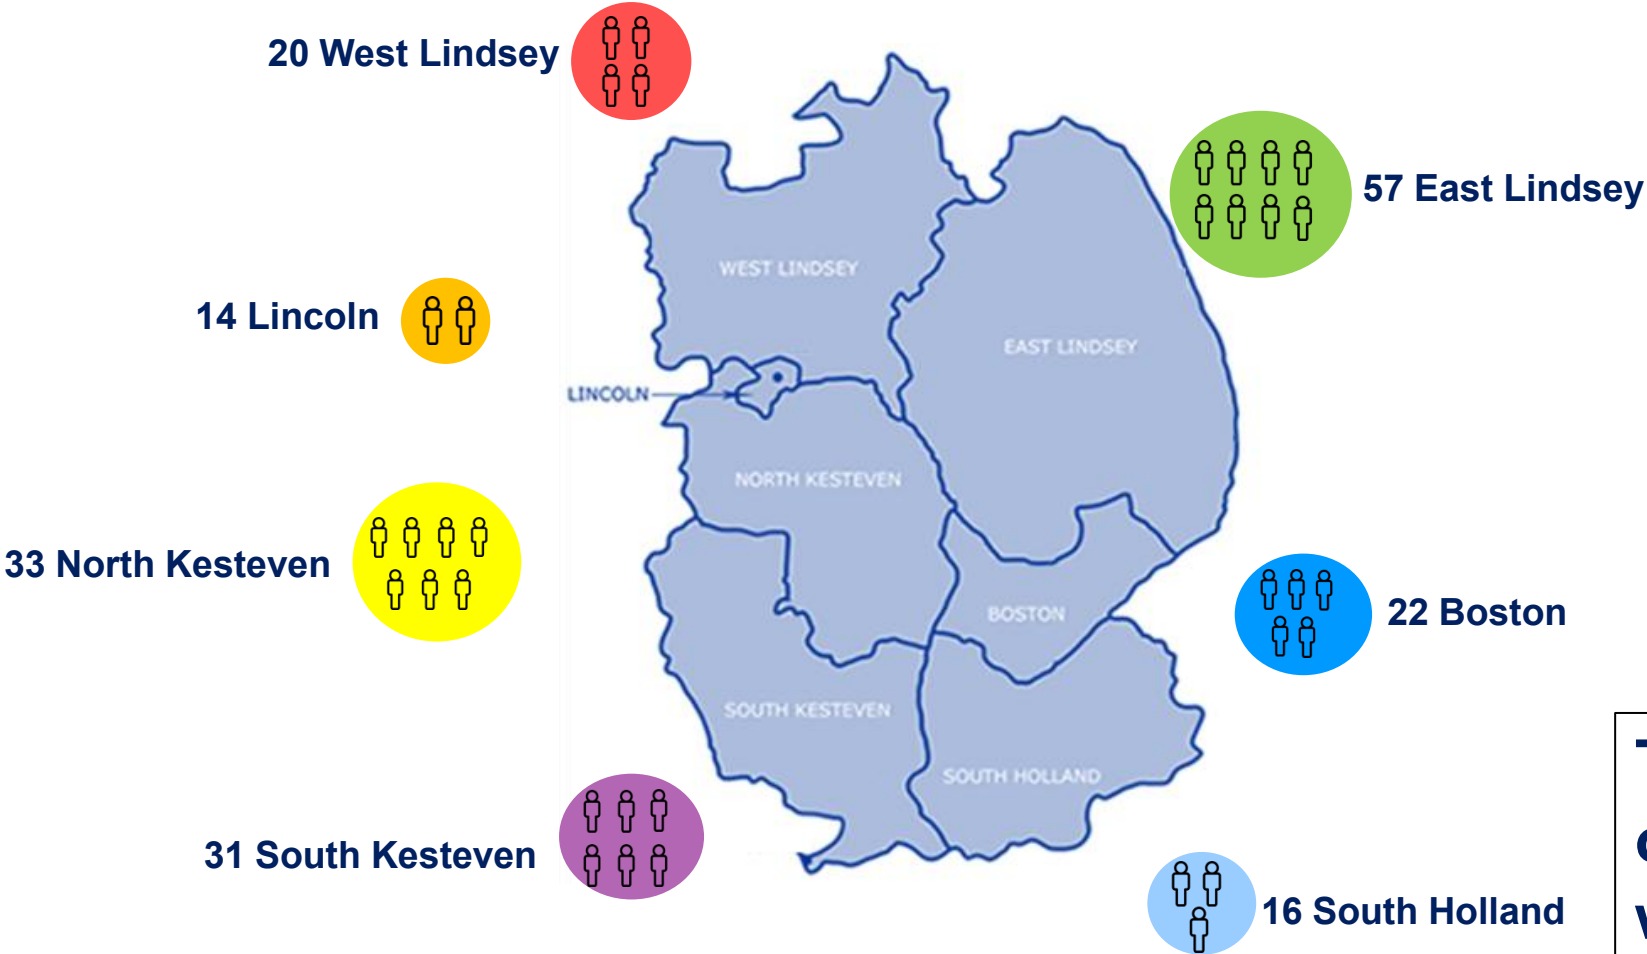 20 West Lindsey
57 East Lindsey
WEST LINDSEY
14 Lincoln
EAST LINDSEY
LINCOLN
NORTH KESTEVEN
33 North Kesteven
BOSTON
22 Boston
SOUTH KESTEVEN
SOUTH HOLLAND
31 South Kesteven
16 South Holland